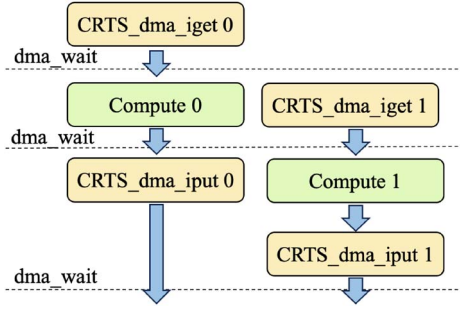 CRTS_dma_iget 0
dma_wait
Compute 0
CRTS_dma_iget 1
dma_wait
CRTS_dma_iput 0
Compute 1
CRTS_dma_iput 1
dma_wait